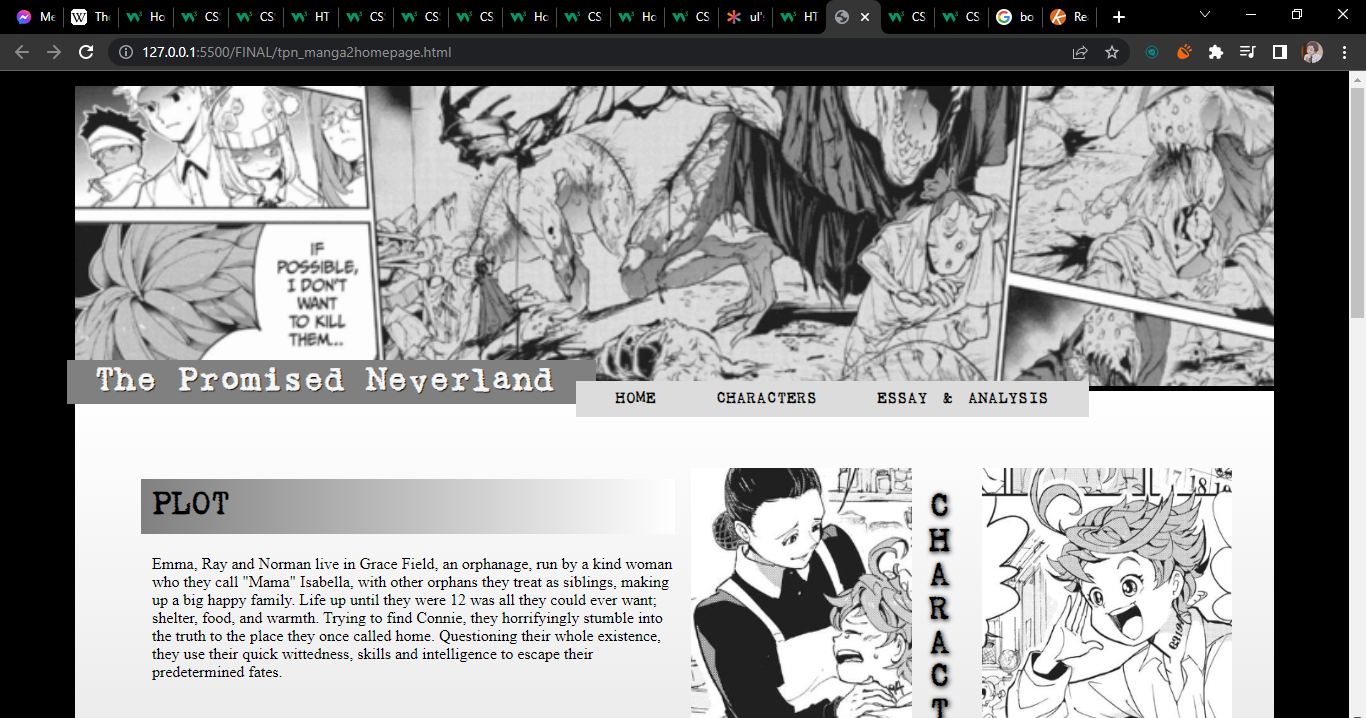 Me
The
Ho
CS
CS
HT
CS
CS
CS
Ho
CS
Ho
CS
ul's
HT
CS
CS
bo
Re
127.0.0.1:5500/FINAL/tpn_manga2homepage.html
IF
POSSIBLE,
I DON'T
WANT
TO KILL
THEM...
The Promised Neverland
HOME CHARACTERS ESSAY & ANALYSIS
PLOT
Emma, Ray and Norman live in Grace Field, an orphanage, run by a kind woman
who they call "Mama" Isabella, with other orphans they treat as siblings, making
up a big happy family. Life up until they were 12 was all they could ever want;
shelter, food, and warmth. Trying to find Connie, they horrifyingly stumble into
the truth to the place they once called home. Questioning their whole existence,
they use their quick wittedness, skills and intelligence to escape their
predetermined fates.
C
H
A
R
A
C
T